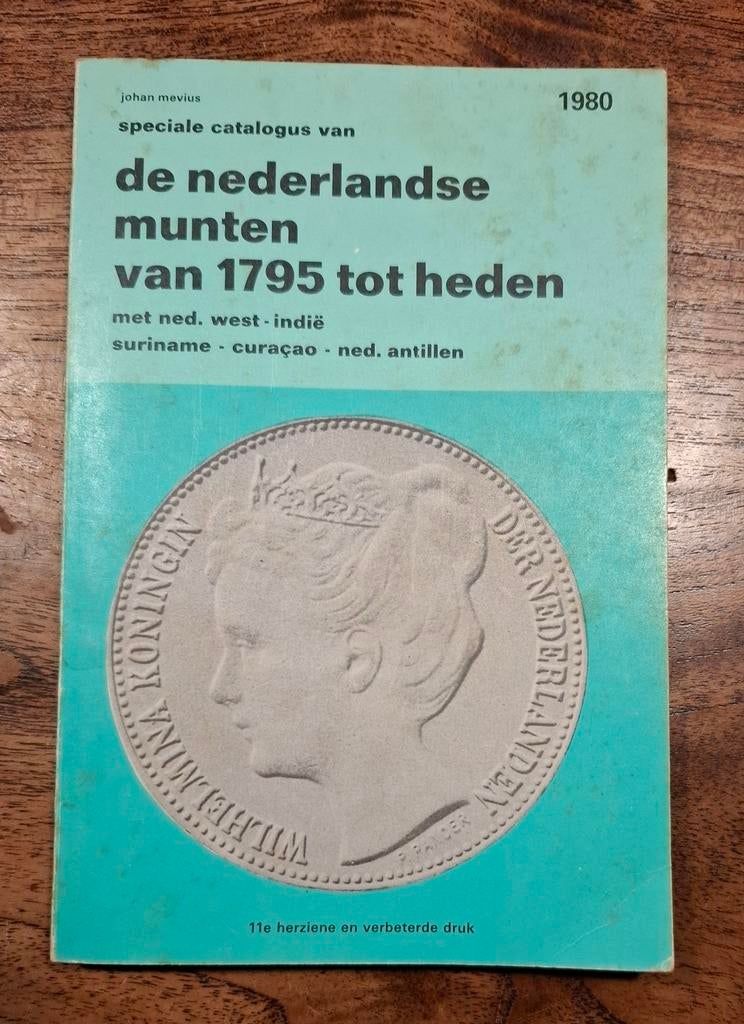 johan mevius
1980
speciale catalogus van
de nederlandse
munten
van 1795 tot heden
met ned. west-indië
suriname - curaçao - ned. antillen
WILHELMINA KONINGIN
DER NEDERLANDEN
P. PANDER
11e herziene en verbeterde druk